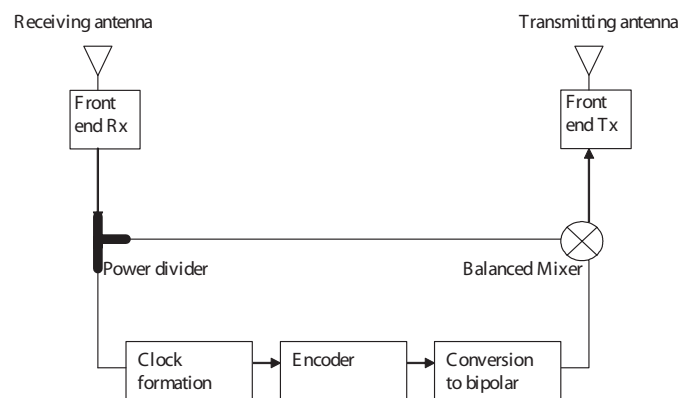 Receiving antenna
Transmitting antenna
Front
end Rx
Front
end Tx
Power divider
Balanced Mixer
Clock
formation
Encoder
Conversion
to bipolar